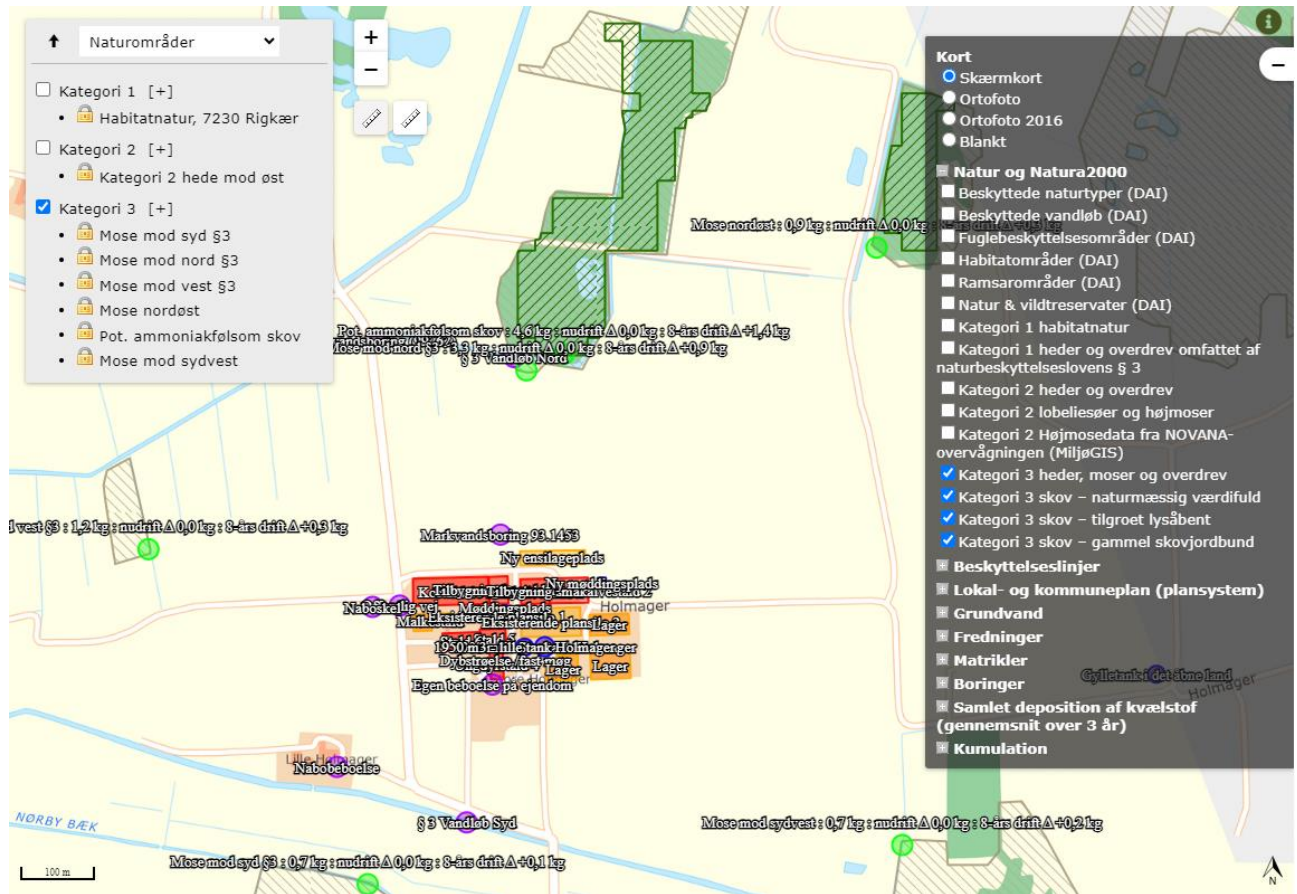 Naturområder
Kategori 1 [+]
Habitatnatur, 7230 Rigkær
Kategori 2 [+]
Kategori 2 hede mod øst
Kategori 3 [+]
Mose mod syd §3
Mose mod nord §3
Mose mod vest §3
Mose nordøst
Pot. ammoniakfølsom skov
Mose mod sydvest
+
−
i
Kort
−
Skærmkort
Ortofoto
Ortofoto 2016
Blankt
Natur og Natura2000
Beskyttede naturtyper (DAI)
Beskyttede vandløb (DAI)
Fuglebeskyttelsesområder (DAI)
Habitatområder (DAI)
Ramsarområder (DAI)
Natur & vildtreservater (DAI)
Kategori 1 habitatnatur
Kategori 1 heder og overdrev omfattet af
naturbeskyttelseslovens § 3
Kategori 2 heder og overdrev
Kategori 2 lobeliesøer og højmoser
Kategori 2 Højmosedata fra NOVANA-
overvågningen (MiljøGIS)
Kategori 3 heder, moser og overdrev
Kategori 3 skov – naturmæssig værdifuld
Kategori 3 skov – tilgroet lysåbent
Kategori 3 skov – gammel skovjordbund
Beskyttelseslinjer
Lokal- og kommuneplan (plansystem)
Grundvand
Fredninger
Matrikler
Boringer
Samlet deposition af kvælstof
(gennemsnit over 3 år)
Kumulation
Mose nordøst : 0,9 kg : nudrift Δ 0,0 kg
Pot. ammoniakfølsom skov : 4,6 kg : nudrift Δ 0,0 kg : 8-års drift Δ +1,4 kg
Mose mod nord §3 : 3,3 kg : nudrift Δ 0,0 kg : 8-års drift Δ +0,9 kg
§ 3 Vandløb Nord
d vest §3 : 1,2 kg : nudrift Δ 0,0 kg : 8-års drift Δ +0,3 kg
Markvandsboring 93.1453
Ny ensilageplads
Ny møddingsplads
Holmager
Møddingsplads
Lager
Lager
Lager
Egen beboelse på ejendom
Gylletank i det åbne land
Holmager
Nabobeboelse
NØRBY BÆK
§ 3 Vandløb Syd
Mose mod sydvest : 0,7 kg : nudrift Δ 0,0 kg : 8-års drift Δ +0,2 kg
Mose mod syd §3 : 0,7 kg : nudrift Δ 0,0 kg : 8-års drift Δ +0,1 kg
100 m
N